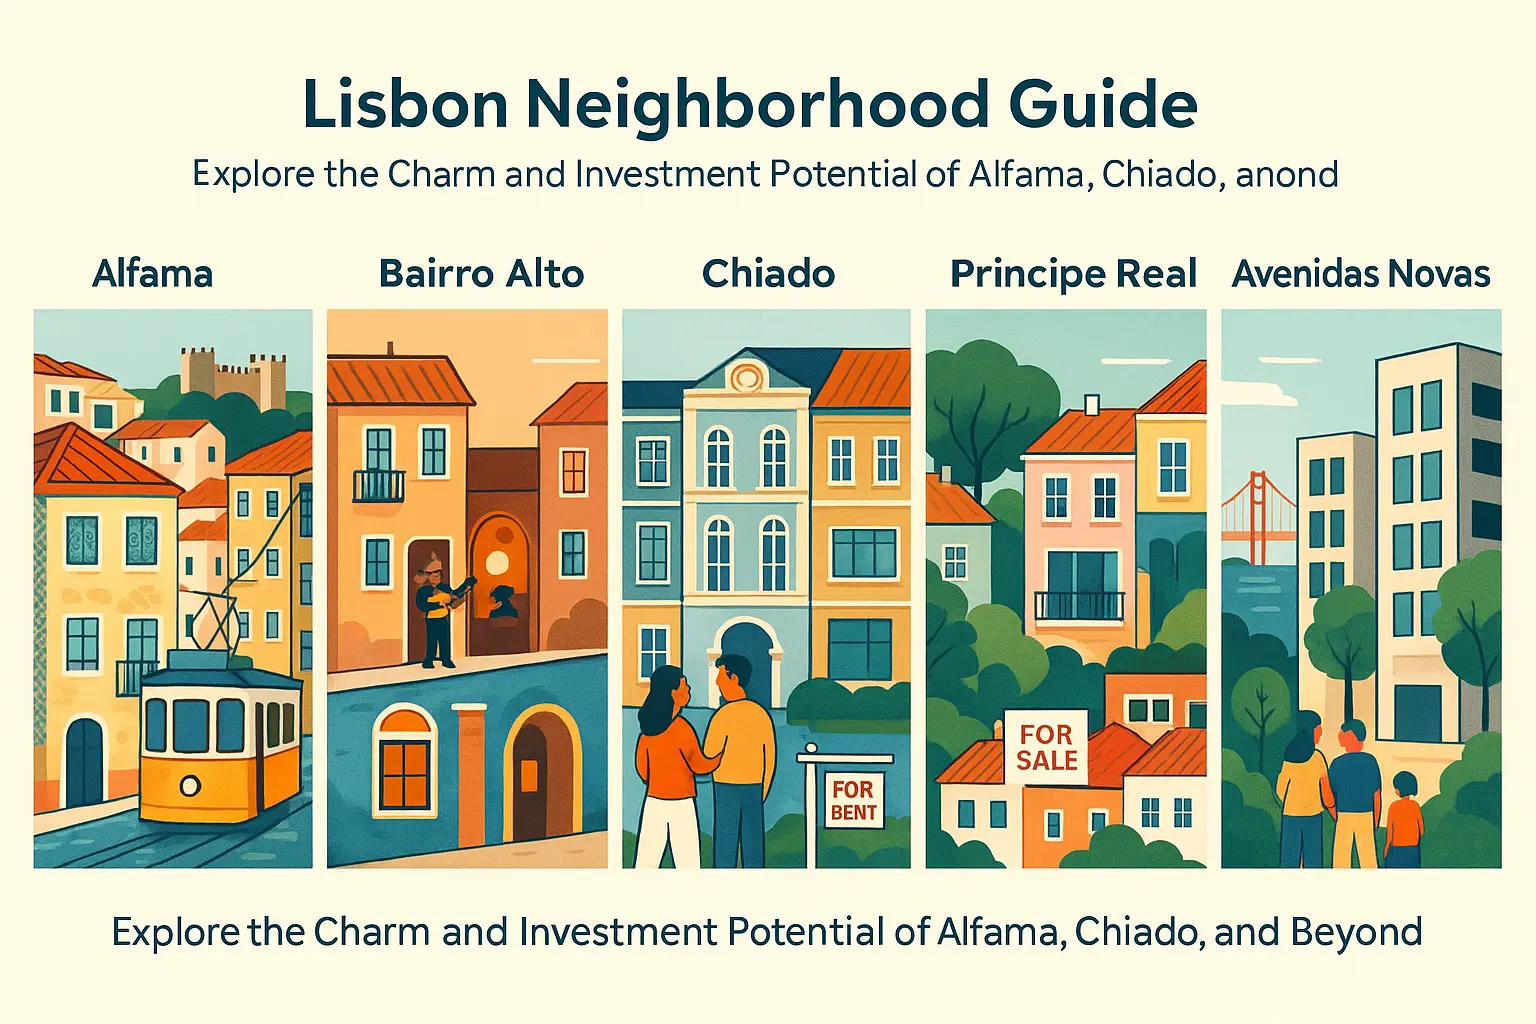 Lisbon Neighborhood Guide
Explore the Charm and Investment Potential of Alfama, Chiado, anond
Alfama
Bairro Alto
Chiado
Principe Real
Avenidas Novas
FOR
BENT
FOR
SALE
Explore the Charm and Investment Potential of Alfama, Chiado, and Beyond